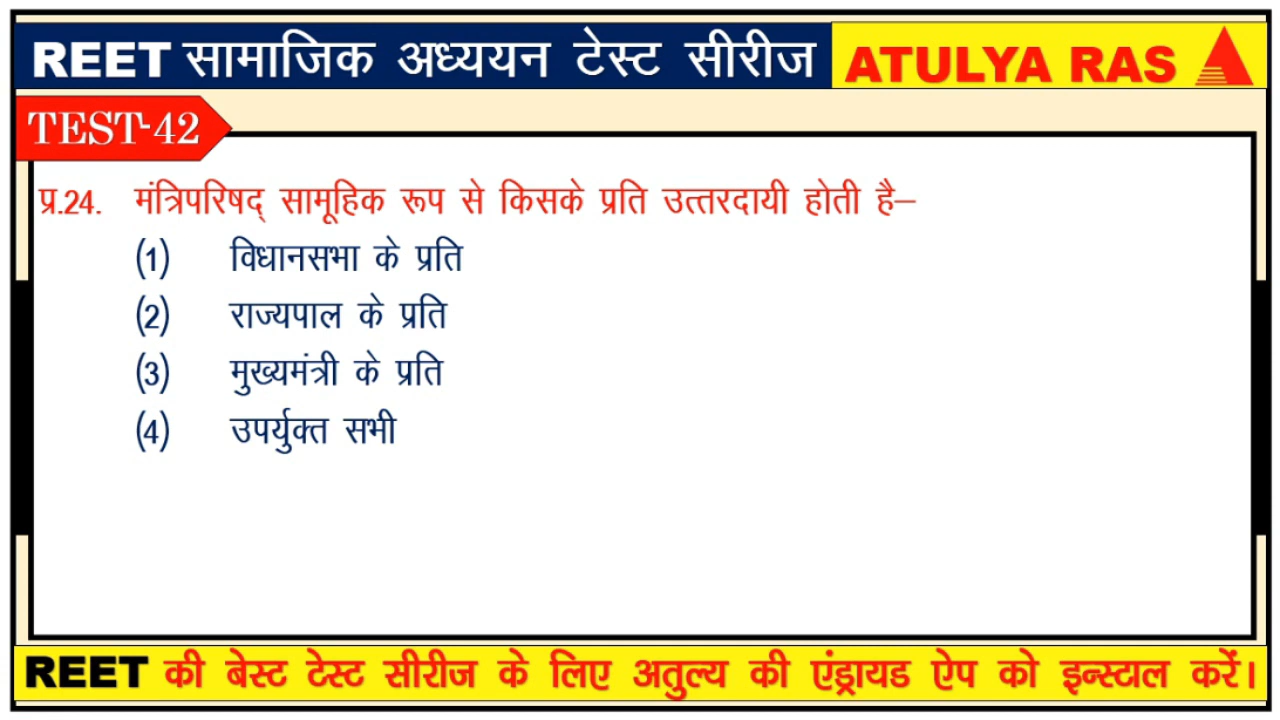 REET सामाजिक अध्ययन टेस्ट सीरीज ATULYA RAS
TEST-42
प्र.24. मंत्रिपरिषद् सामूहिक रूप से किसके प्रति उत्तरदायी होती है–
(1) विधानसभा के प्रति
(2) राज्यपाल के प्रति
(3) मुख्यमंत्री के प्रति
(4) उपर्युक्त सभी
REET की बेस्ट टेस्ट सीरीज के लिए अतुल्य की एंड्रायड ऐप को इन्स्टाल करें।